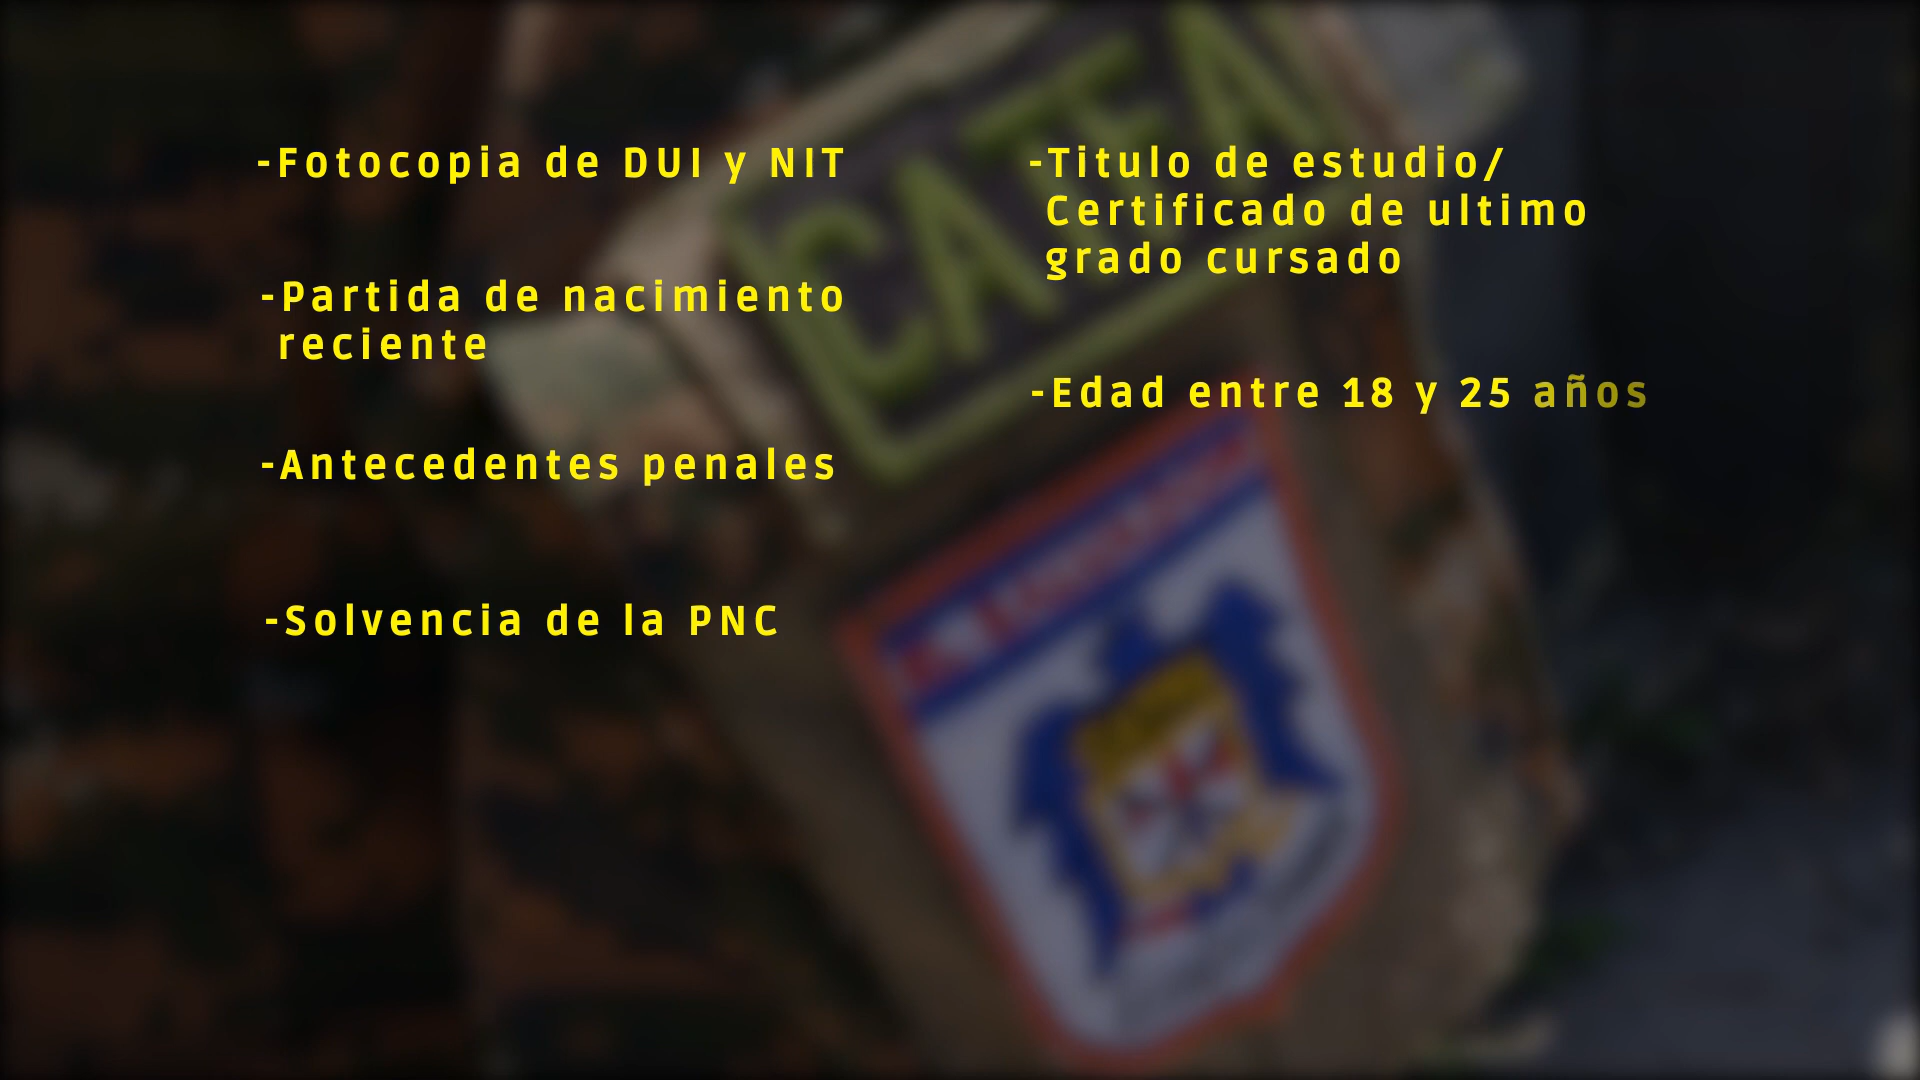 -Fotocopia de DUI y NIT
-Partida de nacimiento
reciente
-Antecedentes penales
-Solvencia de la PNC
-Titulo de estudio/
Certificado de ultimo
grado cursado
-Edad entre 18 y 25 años
CATFA